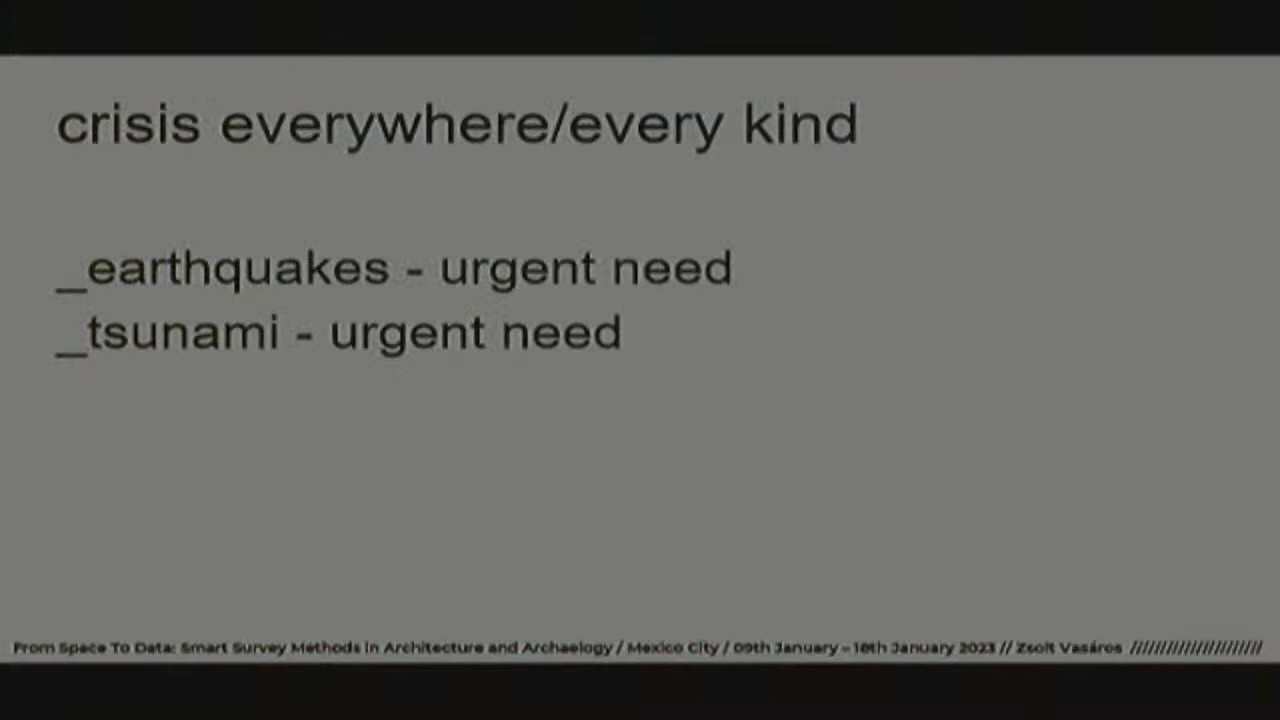 crisis everywhere/every kind
_earthquakes - urgent need
_tsunami - urgent need
From Space To Data: Smart Survey Methods in Architecture and Archaelogy / Mexico City / 09th January - 18th January 2023 // Zsolt Vasáros //////////////////////